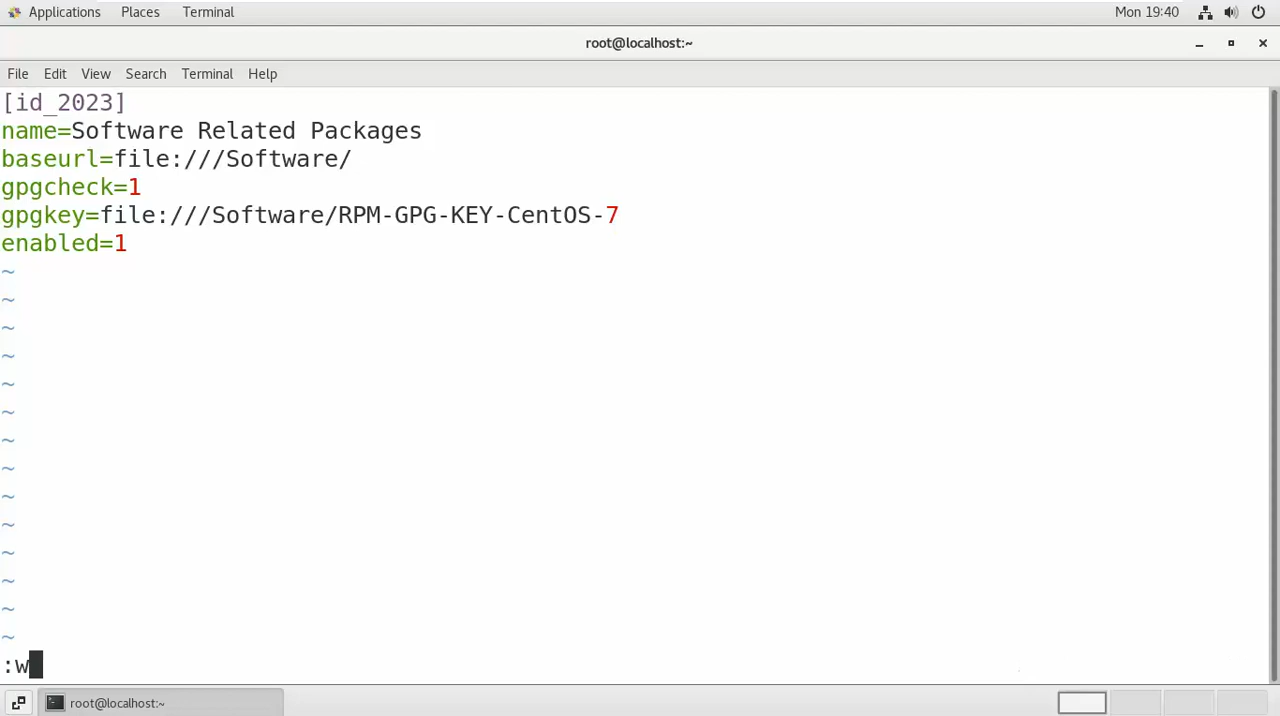 Applications Places Terminal Mon 19:40
root@localhost:~
File Edit View Search Terminal Help
[id_2023]
name=Software Related Packages
baseurl=file:///Software/
gpgcheck=1
gpgkey=file:///Software/RPM-GPG-KEY-CentOS-7
enabled=1
~
~
~
~
~
~
~
~
~
~
~
~
~
~
:w
root@localhost:~